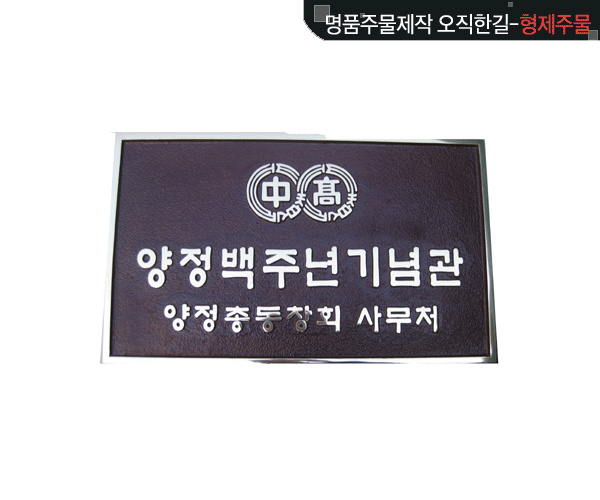 명품주물제작 오직한길-형제주물
中 高
양정백주년기념관
양정총동창회 사무처